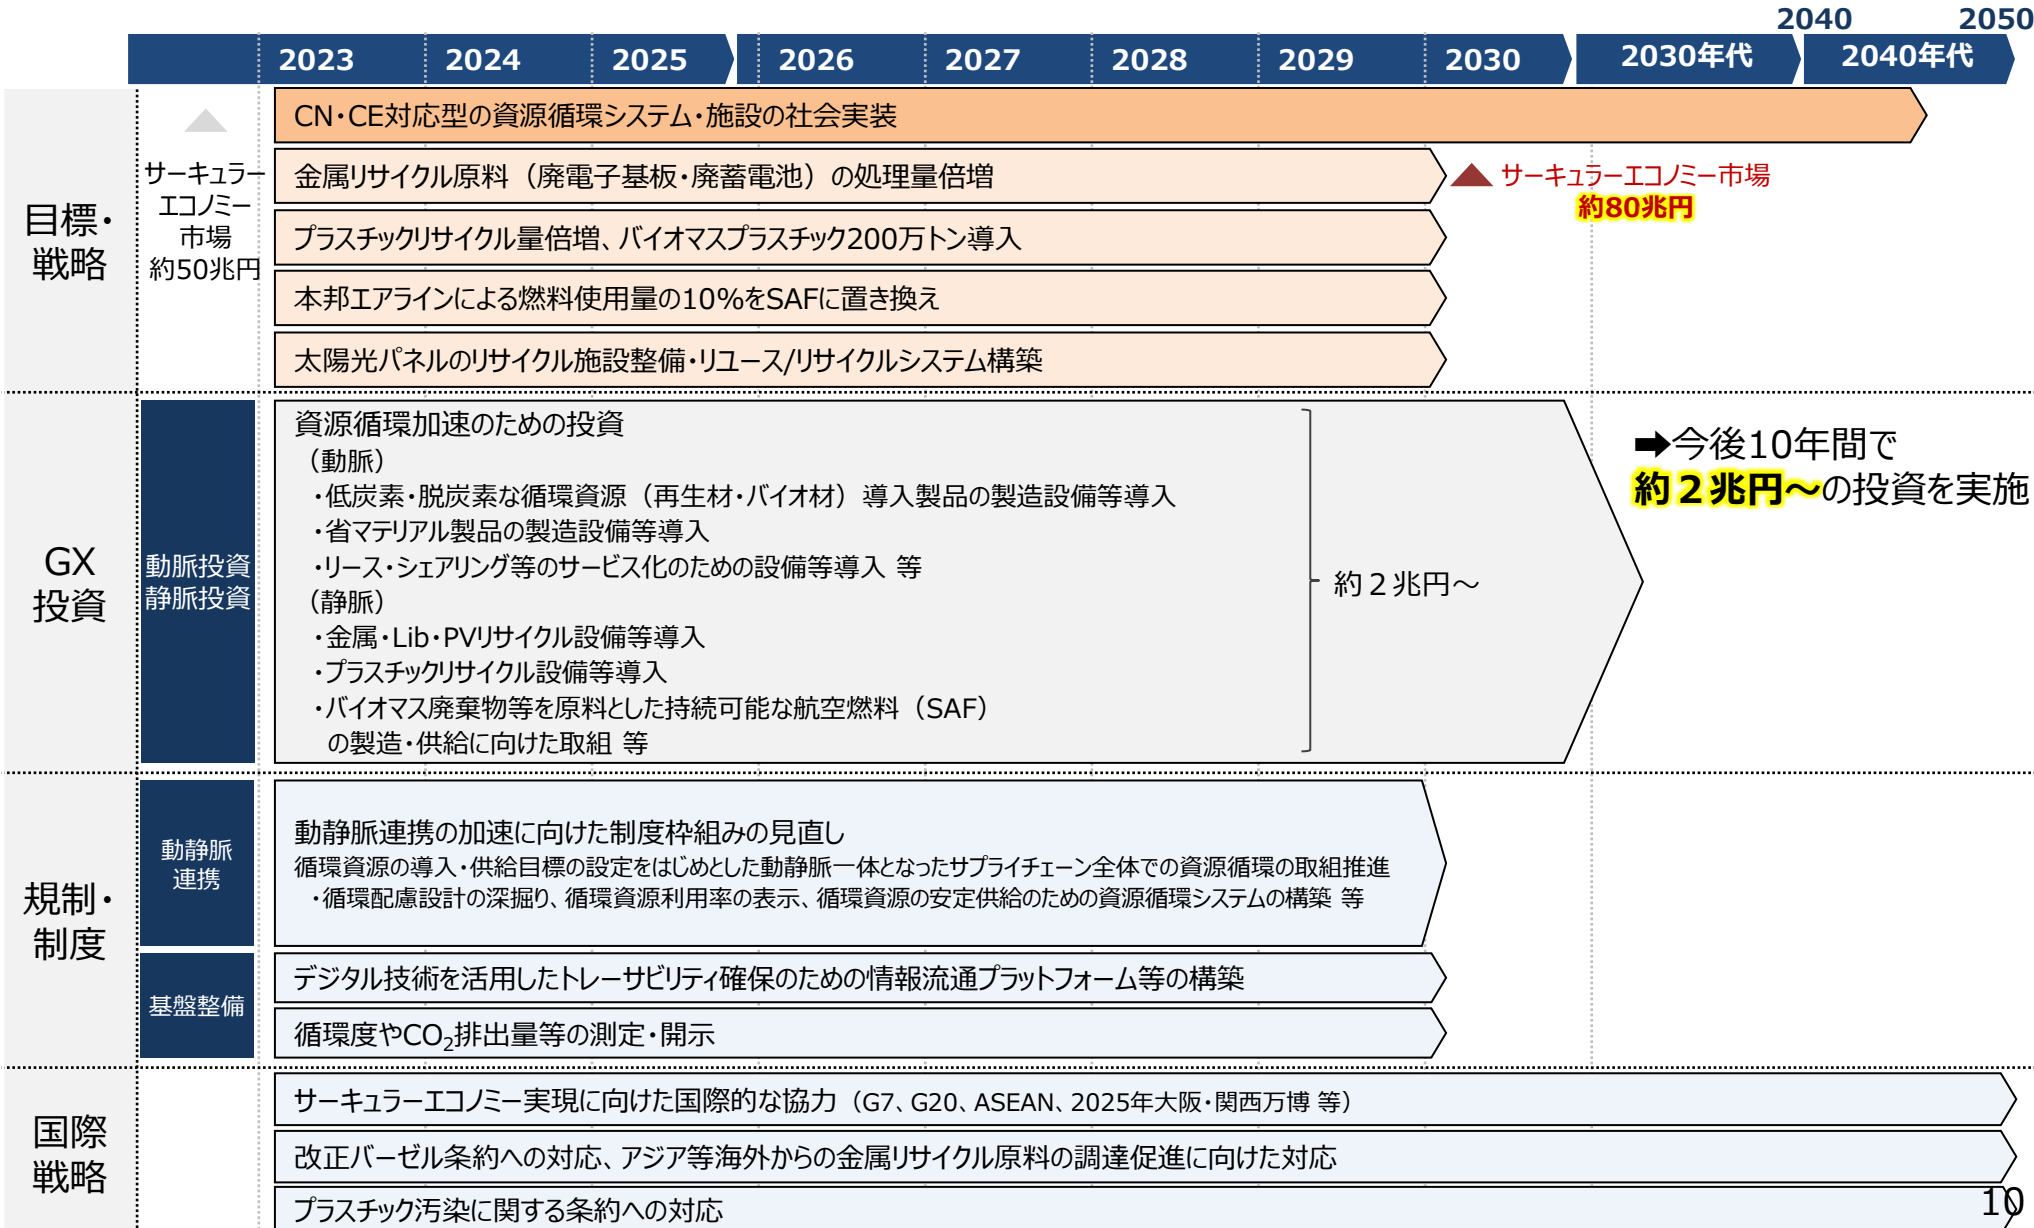 2040 2050
2023 2024 2025 2026 2027 2028 2029 2030 2030年代 2040年代
目標・
戦略
サーキュラー
エコノミー
市場
約50兆円
CN・CE対応型の資源循環システム・施設の社会実装
金属リサイクル原料（廃電子基板・廃蓄電池）の処理量倍増
サーキュラーエコノミー市場
約80兆円
プラスチックリサイクル量倍増、バイオマスプラスチック200万トン導入
本邦エアラインによる燃料使用量の10%をSAFに置き換え
太陽光パネルのリサイクル施設整備・リユース/リサイクルシステム構築
GX
投資
動脈投資
静脈投資
資源循環加速のための投資
（動脈）
・低炭素・脱炭素な循環資源（再生材・バイオ材）導入製品の製造設備等導入
・省マテリアル製品の製造設備等導入
・リース・シェアリング等のサービス化のための設備等導入 等
（静脈）
・金属・Lib・PVリサイクル設備等導入
・プラスチックリサイクル設備等導入
・バイオマス廃棄物等を原料とした持続可能な航空燃料（SAF）
の製造・供給に向けた取組 等
約２兆円～
➡今後10年間で
約２兆円～の投資を実施
規制・
制度
動静脈
連携
動静脈連携の加速に向けた制度枠組みの見直し
循環資源の導入・供給目標の設定をはじめとした動静脈一体となったサプライチェーン全体での資源循環の取組推進
・循環配慮設計の深掘り、循環資源利用率の表示、循環資源の安定供給のための資源循環システムの構築 等
基盤整備
デジタル技術を活用したトレーサビリティ確保のための情報流通プラットフォーム等の構築
循環度やCO₂排出量等の測定・開示
国際
戦略
サーキュラーエコノミー実現に向けた国際的な協力（G7、G20、ASEAN、2025年大阪・関西万博 等）
改正バーゼル条約への対応、アジア等海外からの金属リサイクル原料の調達促進に向けた対応
プラスチック汚染に関する条約への対応
10